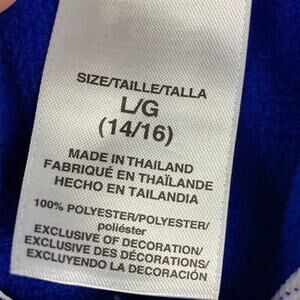 SIZE/TAILLE/TALLA
L/G
(14/16)
MADE IN THAILAND
FABRIQUÉ EN THAÏLANDE
HECHO EN TAILANDIA
100% POLYESTER/POLYESTER/
poliéster
EXCLUSIVE OF DECORATION/
EXCLUSIVE DES DÉCORATIONS/
EXCLUYENDO LA DECORACIÓN